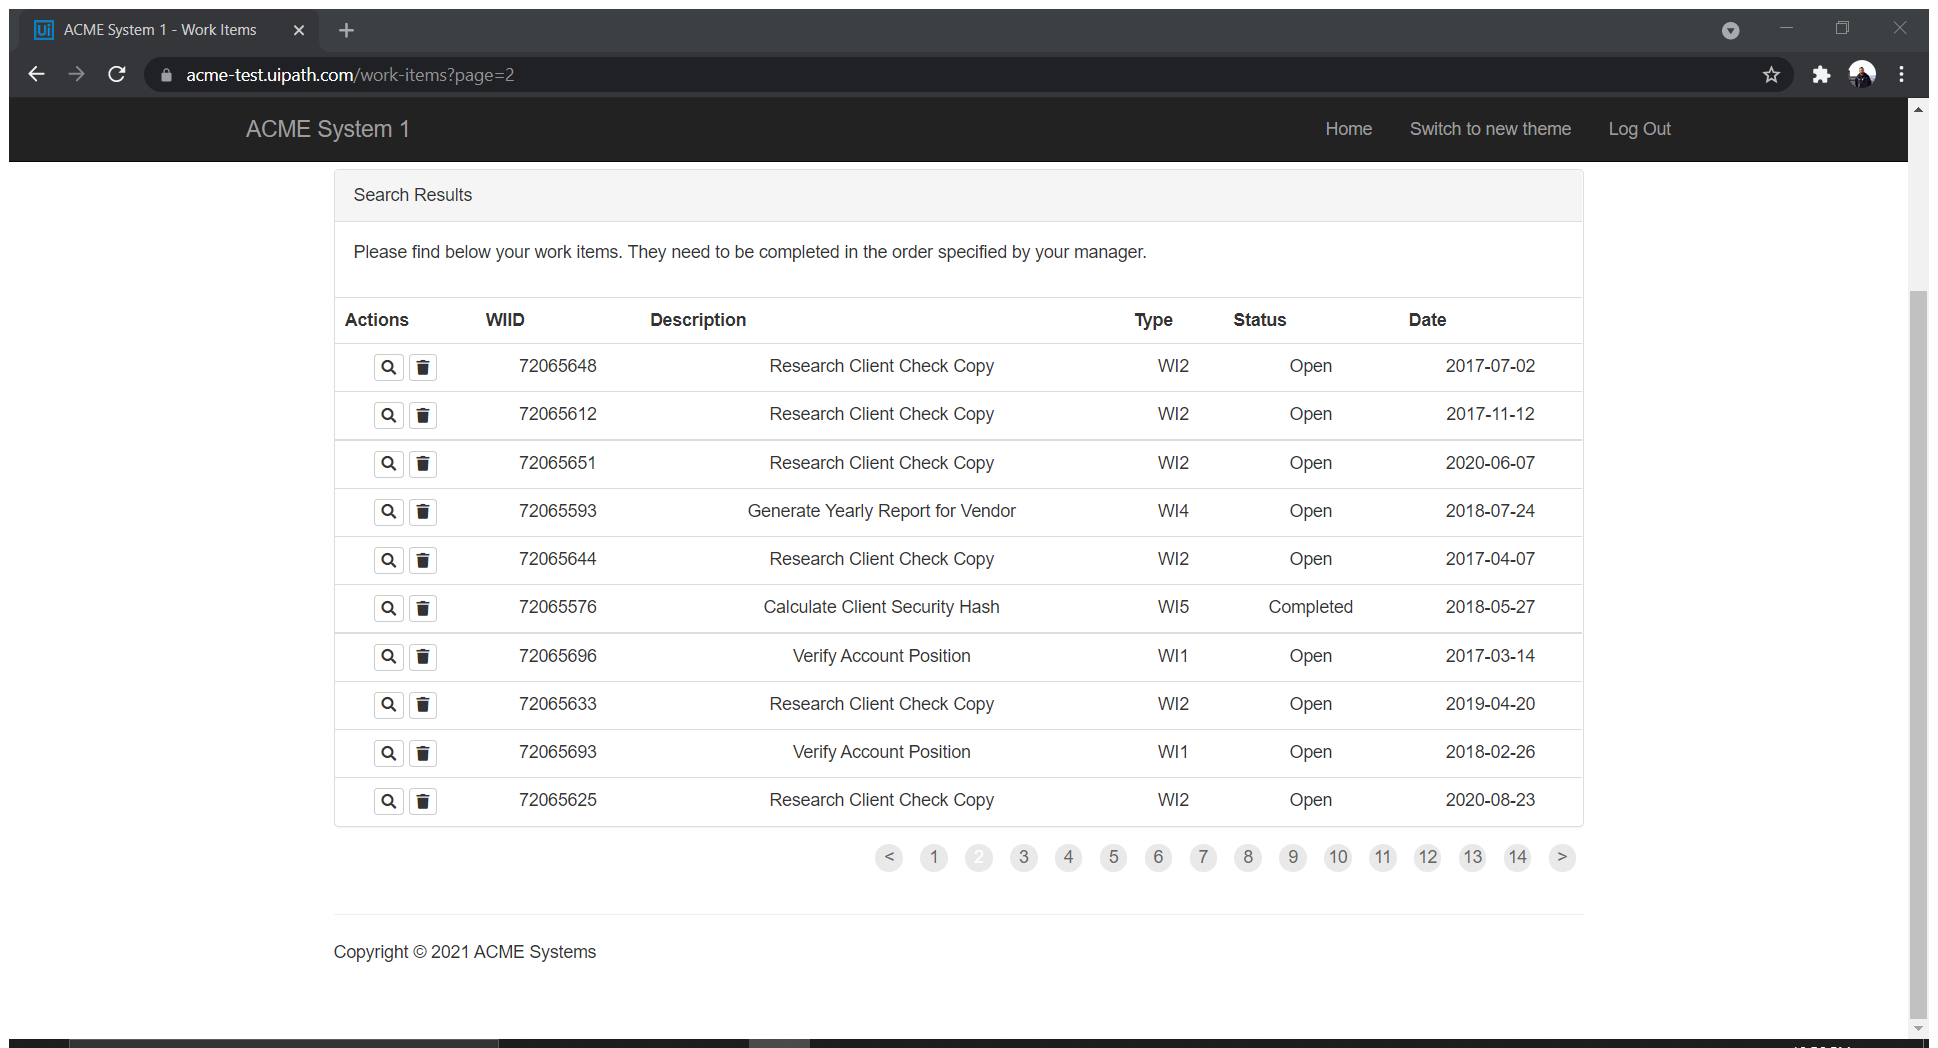 Ui ACME System 1 - Work Items
acme-test.uipath.com/work-items?page=2
ACME System 1 Home Switch to new theme Log Out
Search Results
Please find below your work items. They need to be completed in the order specified by your manager.
Actions WIID Description Type Status Date
72065648 Research Client Check Copy WI2 Open 2017-07-02
72065612 Research Client Check Copy WI2 Open 2017-11-12
72065651 Research Client Check Copy WI2 Open 2020-06-07
72065593 Generate Yearly Report for Vendor WI4 Open 2018-07-24
72065644 Research Client Check Copy WI2 Open 2017-04-07
72065576 Calculate Client Security Hash WI5 Completed 2018-05-27
72065696 Verify Account Position WI1 Open 2017-03-14
72065633 Research Client Check Copy WI2 Open 2019-04-20
72065693 Verify Account Position WI1 Open 2018-02-26
72065625 Research Client Check Copy WI2 Open 2020-08-23
< 1 2 3 4 5 6 7 8 9 10 11 12 13 14 >
Copyright © 2021 ACME Systems